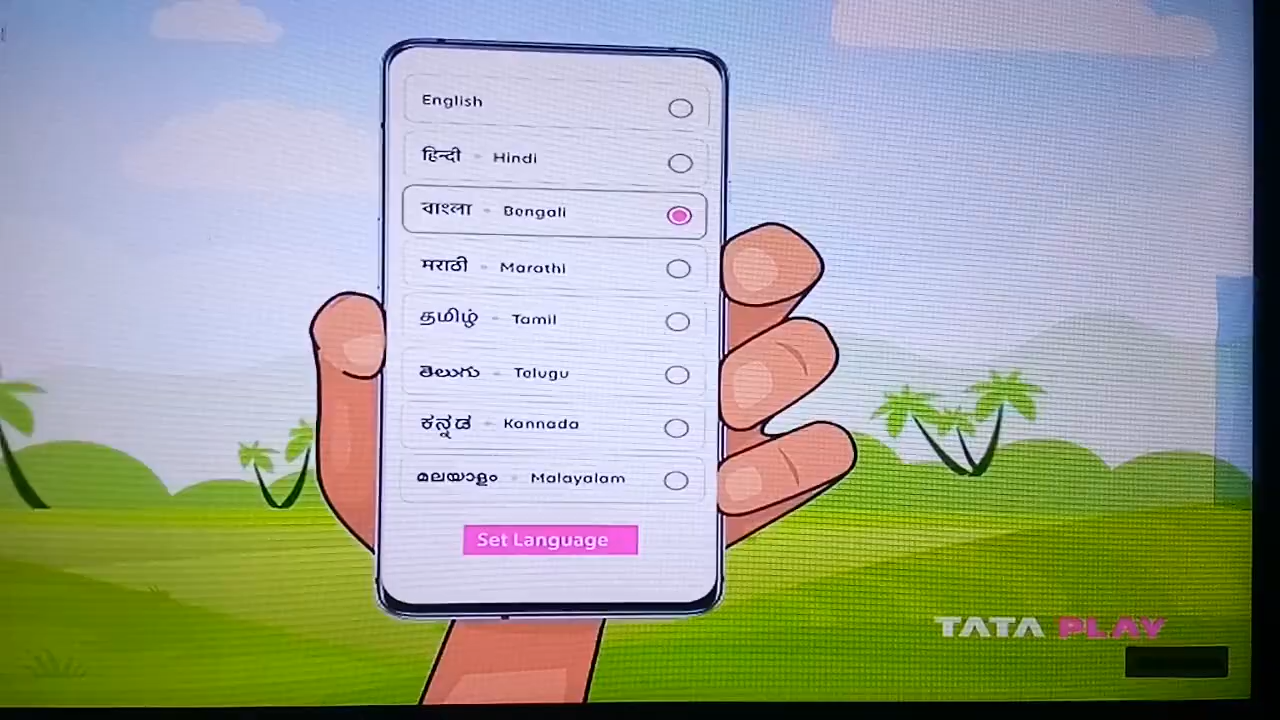 English
हिन्दी - Hindi
বাংলা - Bengali
मराठी - Marathi
தமிழ் - Tamil
తెలుగు - Telugu
ಕನ್ನಡ - Kannada
മലയാളം - Malayalam
Set Language
TATA PLAY